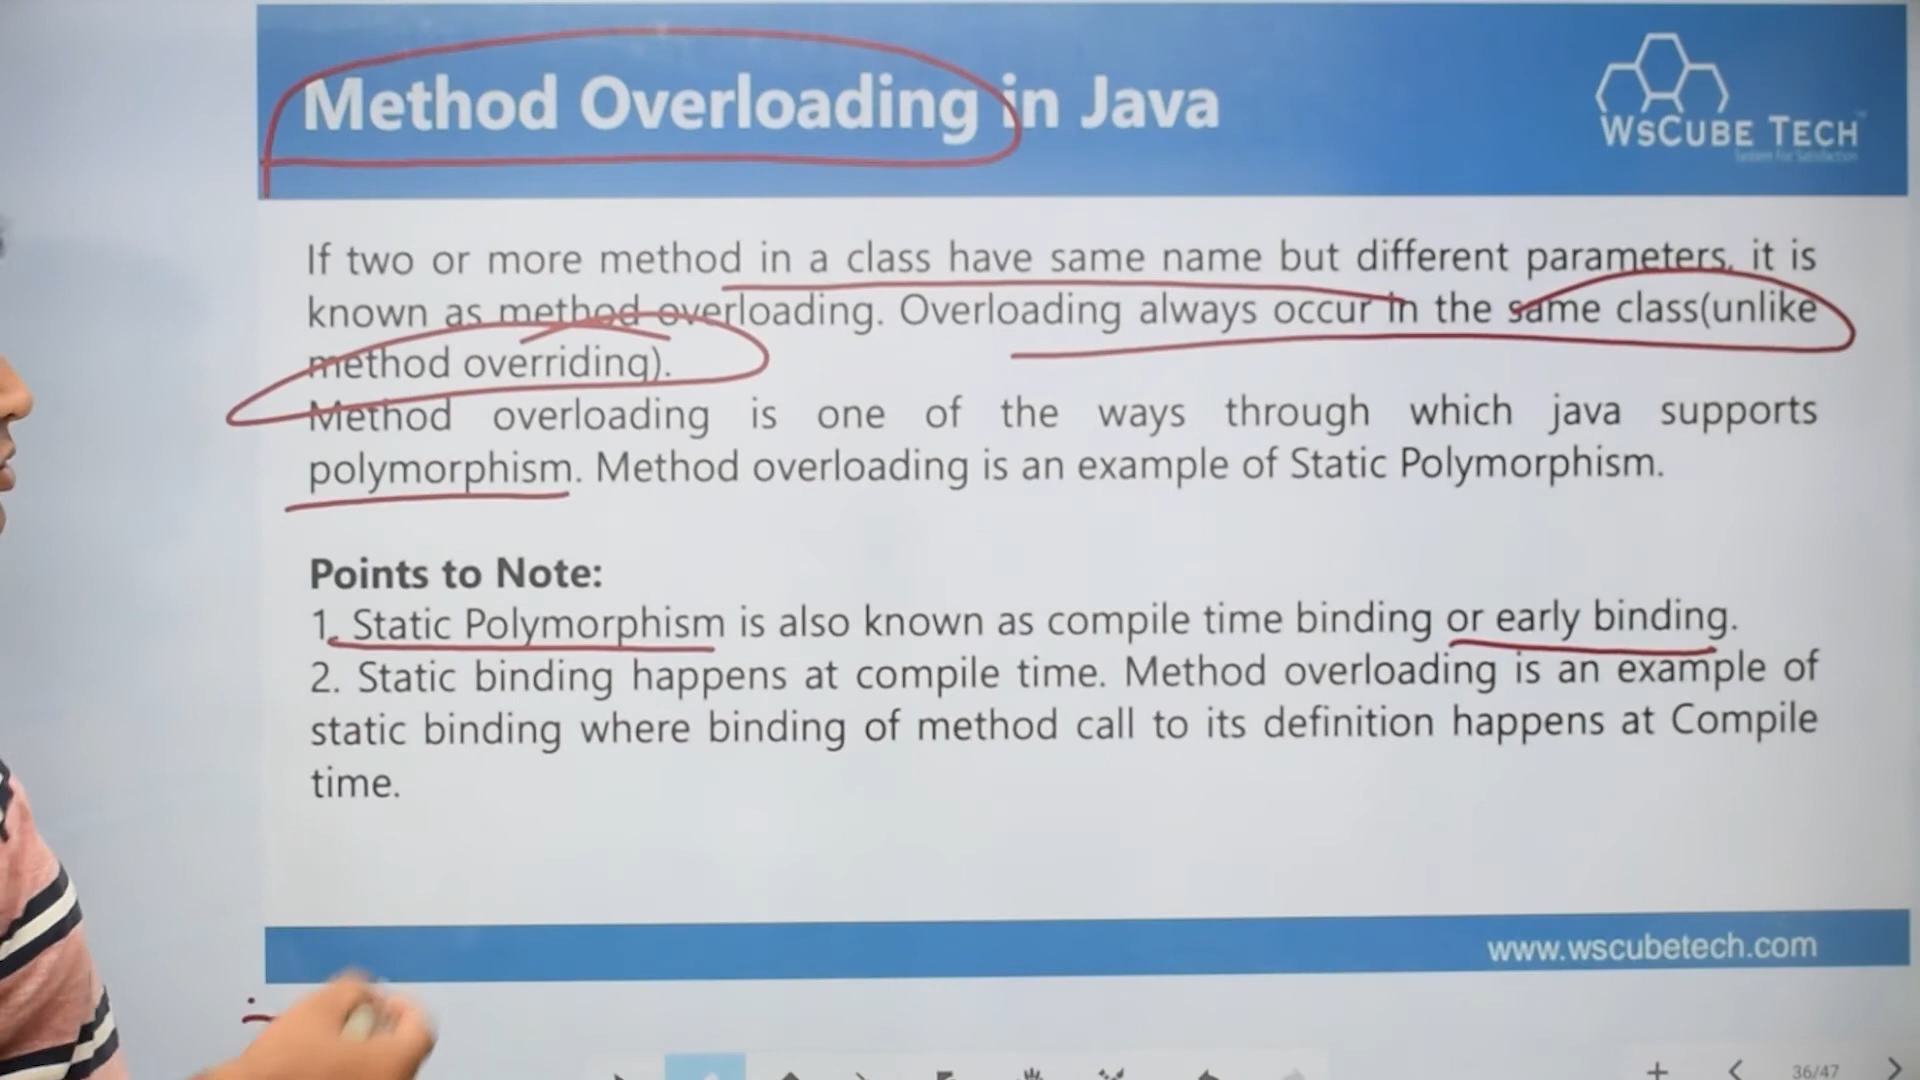 Method Overloading in Java
WSCUBE TECH
System For Satisfaction
If two or more method in a class have same name but different parameters, it is
known as method overloading. Overloading always occur in the same class(unlike
method overriding).
Method overloading is one of the ways through which java supports
polymorphism. Method overloading is an example of Static Polymorphism.
Points to Note:
1. Static Polymorphism is also known as compile time binding or early binding.
2. Static binding happens at compile time. Method overloading is an example of
static binding where binding of method call to its definition happens at Compile
time.
www.wscubetech.com
36/47